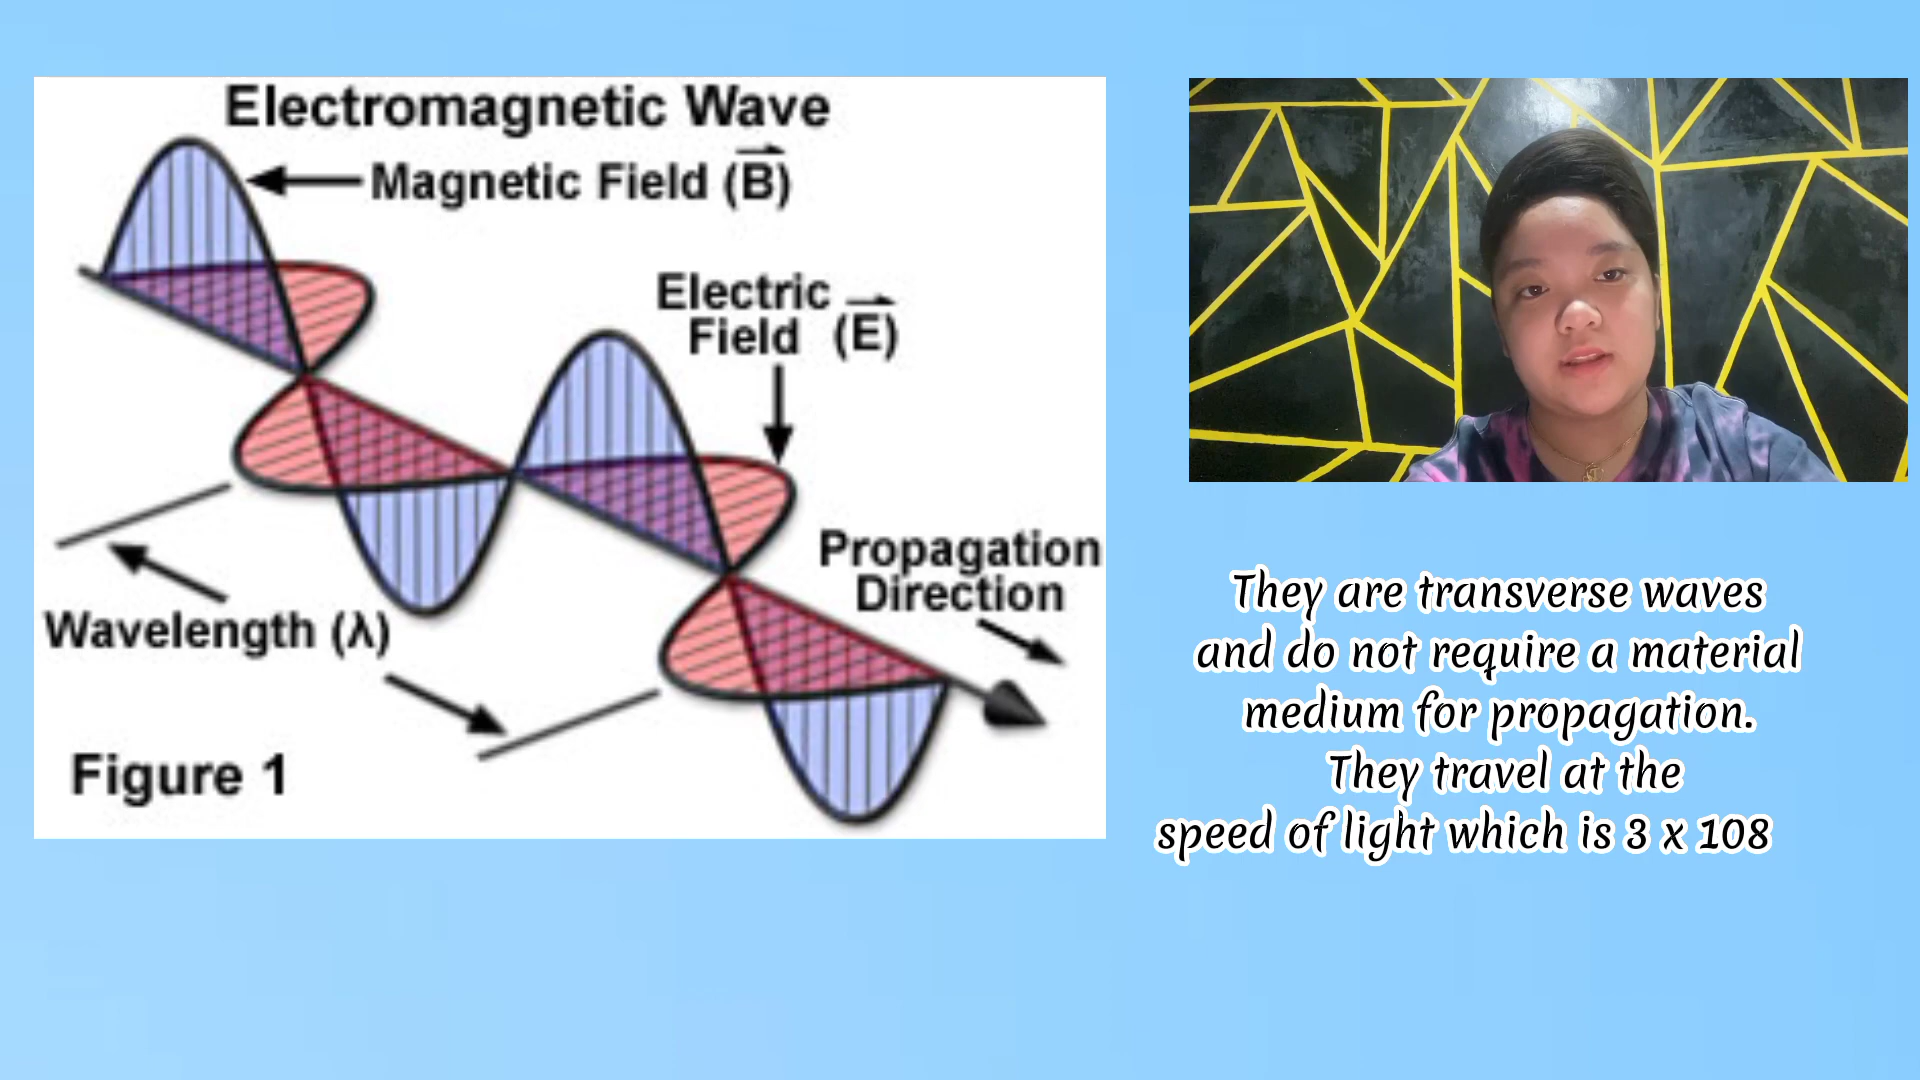 Electromagnetic Wave
Magnetic Field (B)
Electric
Field (E)
Propagation
Direction
Wavelength (λ)
Figure 1
They are transverse waves
and do not require a material
medium for propagation.
They travel at the
speed of light which is 3 x 108